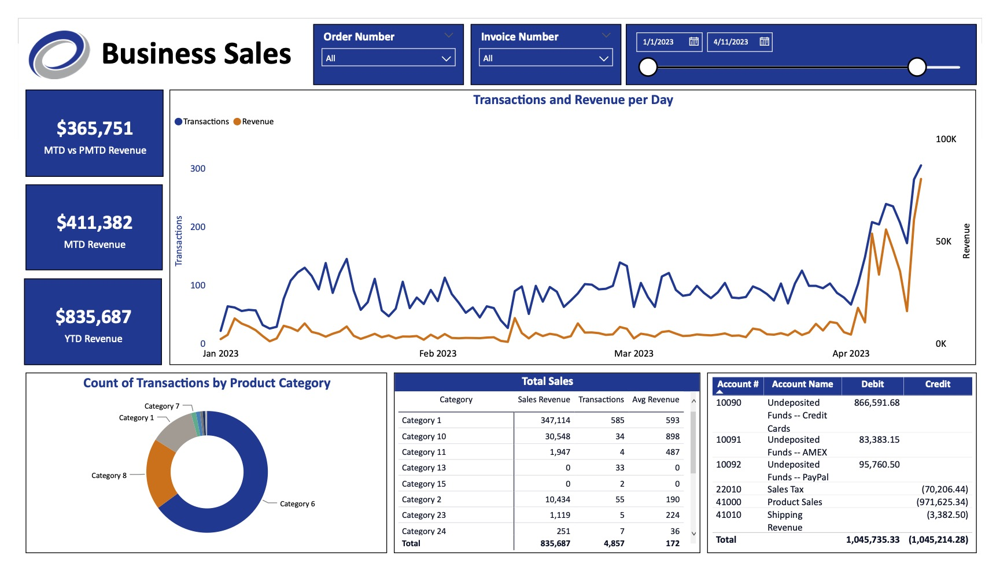 Business Sales
Order Number
All
Invoice Number
All
1/1/2023
4/11/2023
$365,751
MTD vs PMTD Revenue
$411,382
MTD Revenue
$835,687
YTD Revenue
Transactions and Revenue per Day
Transactions Revenue
Transactions
300
200
100
0
100K
50K
0K
Revenue
Jan 2023 Feb 2023 Mar 2023 Apr 2023
Count of Transactions by Product Category
Category 7
Category 1
Category 8
Category 6
Total Sales
Category Sales Revenue Transactions Avg Revenue
Category 1 347,114 585 593
Category 10 30,548 34 898
Category 11 1,947 4 487
Category 13 0 33 0
Category 15 0 2 0
Category 2 10,434 55 190
Category 23 1,119 5 224
Category 24 251 7 36
Total 835,687 4,857 172
Account # Account Name Debit Credit
10090 Undeposited 866,591.68
Funds -- Credit
Cards
10091 Undeposited 83,383.15
Funds -- AMEX
10092 Undeposited 95,760.50
Funds -- PayPal
22010 Sales Tax (70,206.44)
41000 Product Sales (971,625.34)
41010 Shipping (3,382.50)
Revenue
Total 1,045,735.33 (1,045,214.28)